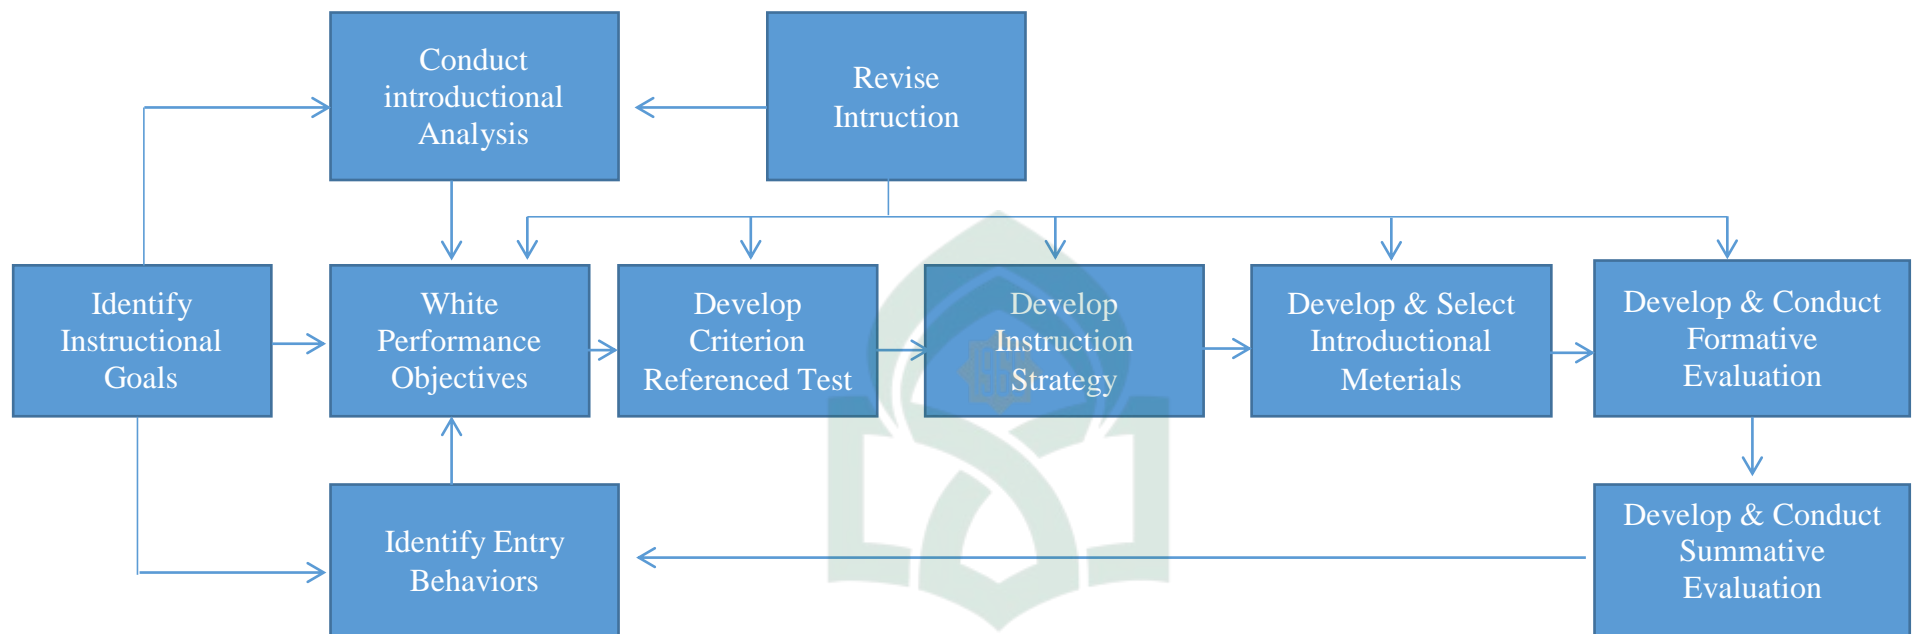 Conduct
introductional
Analysis
Revise
Intruction
Identify
Instructional
Goals
White
Performance
Objectives
Develop
Criterion
Referenced Test
Develop
Instruction
Strategy
Develop & Select
Introductional
Meterials
Develop & Conduct
Formative
Evaluation
Identify Entry
Behaviors
Develop & Conduct
Summative
Evaluation